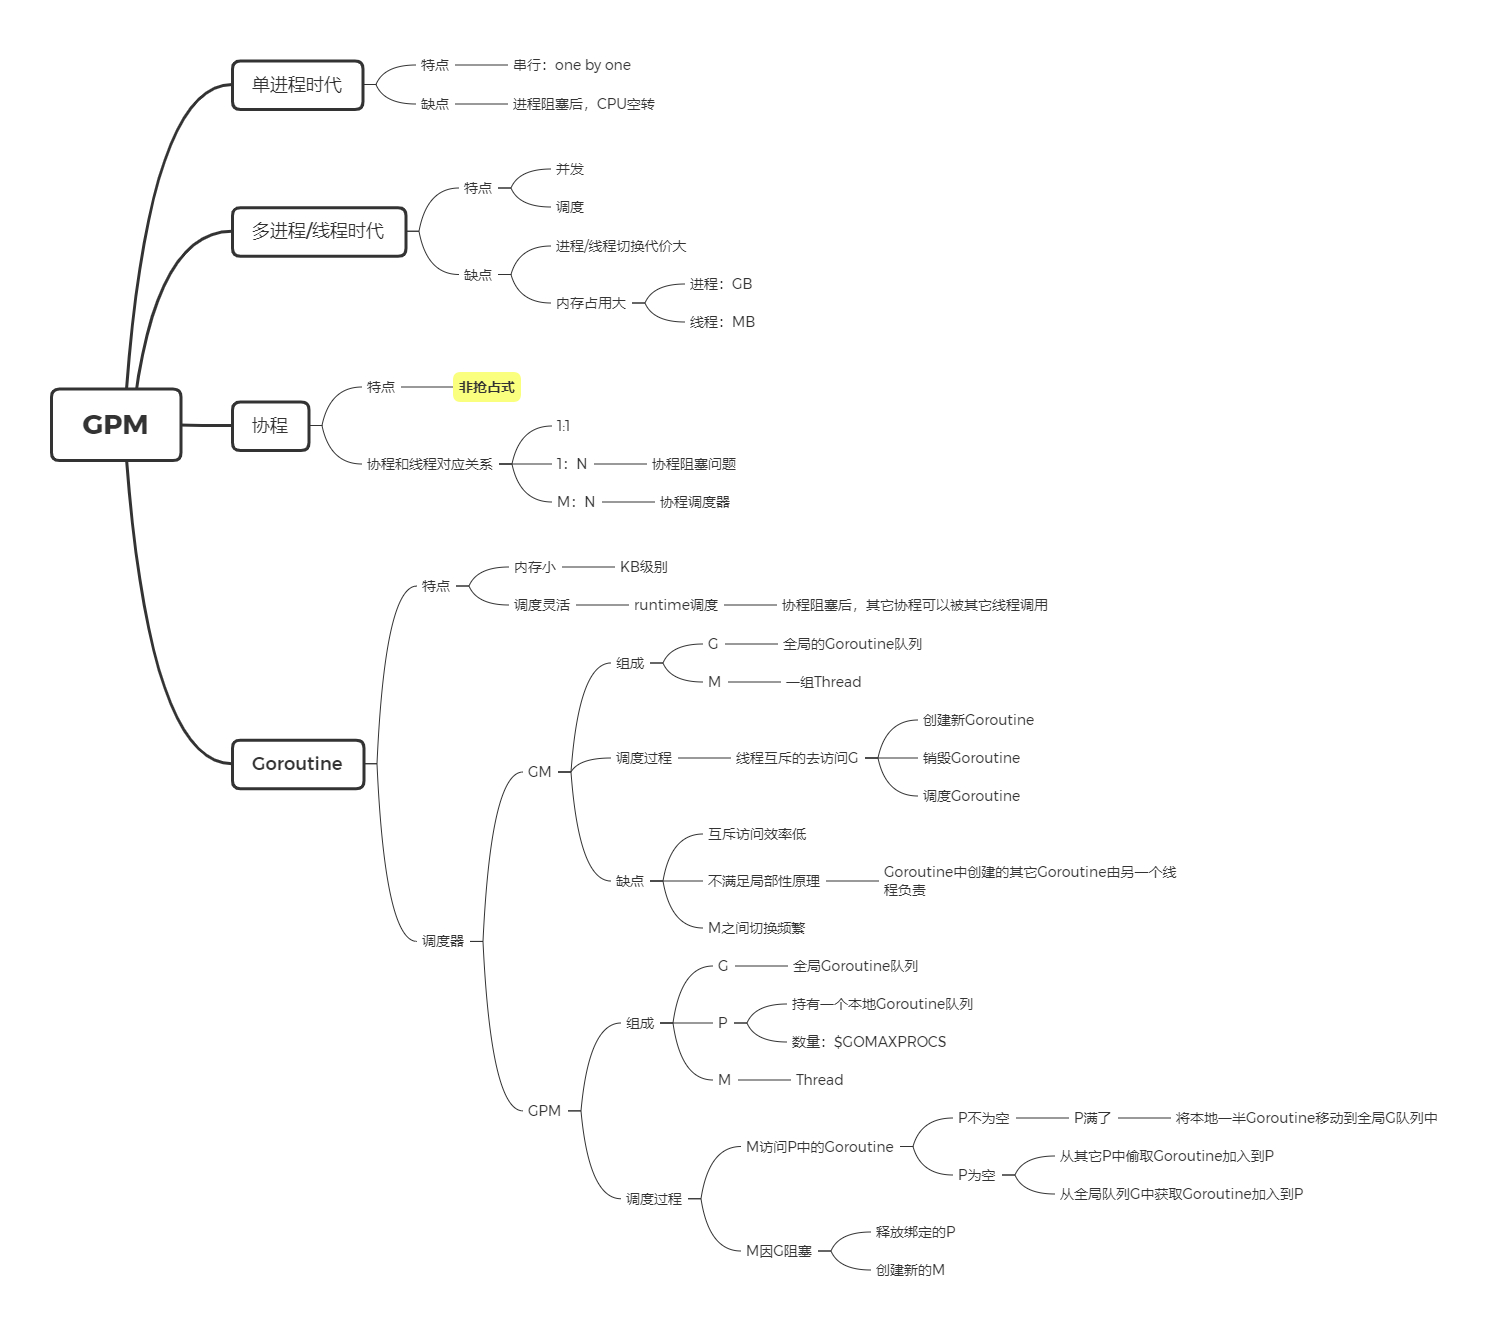 GPM
单进程时代
特点
串行：one by one
缺点
进程阻塞后，CPU空转
多进程/线程时代
特点
并发
调度
缺点
进程/线程切换代价大
内存占用大
进程：GB
线程：MB
协程
特点
非抢占式
协程和线程对应关系
1:1
1：N
协程阻塞问题
M：N
协程调度器
Goroutine
特点
内存小
KB级别
调度灵活
runtime调度
协程阻塞后，其它协程可以被其它线程调用
调度器
GM
组成
G
全局的Goroutine队列
M
一组Thread
调度过程
线程互斥的去访问G
创建新Goroutine
销毁Goroutine
调度Goroutine
缺点
互斥访问效率低
不满足局部性原理
Goroutine中创建的其它Goroutine由另一个线
程负责
M之间切换频繁
GPM
组成
G
全局Goroutine队列
P
持有一个本地Goroutine队列
数量：$GOMAXPROCS
M
Thread
调度过程
M访问P中的Goroutine
P不为空
P满了
将本地一半Goroutine移动到全局G队列中
P为空
从其它P中偷取Goroutine加入到P
从全局队列G中获取Goroutine加入到P
M因G阻塞
释放绑定的P
创建新的M